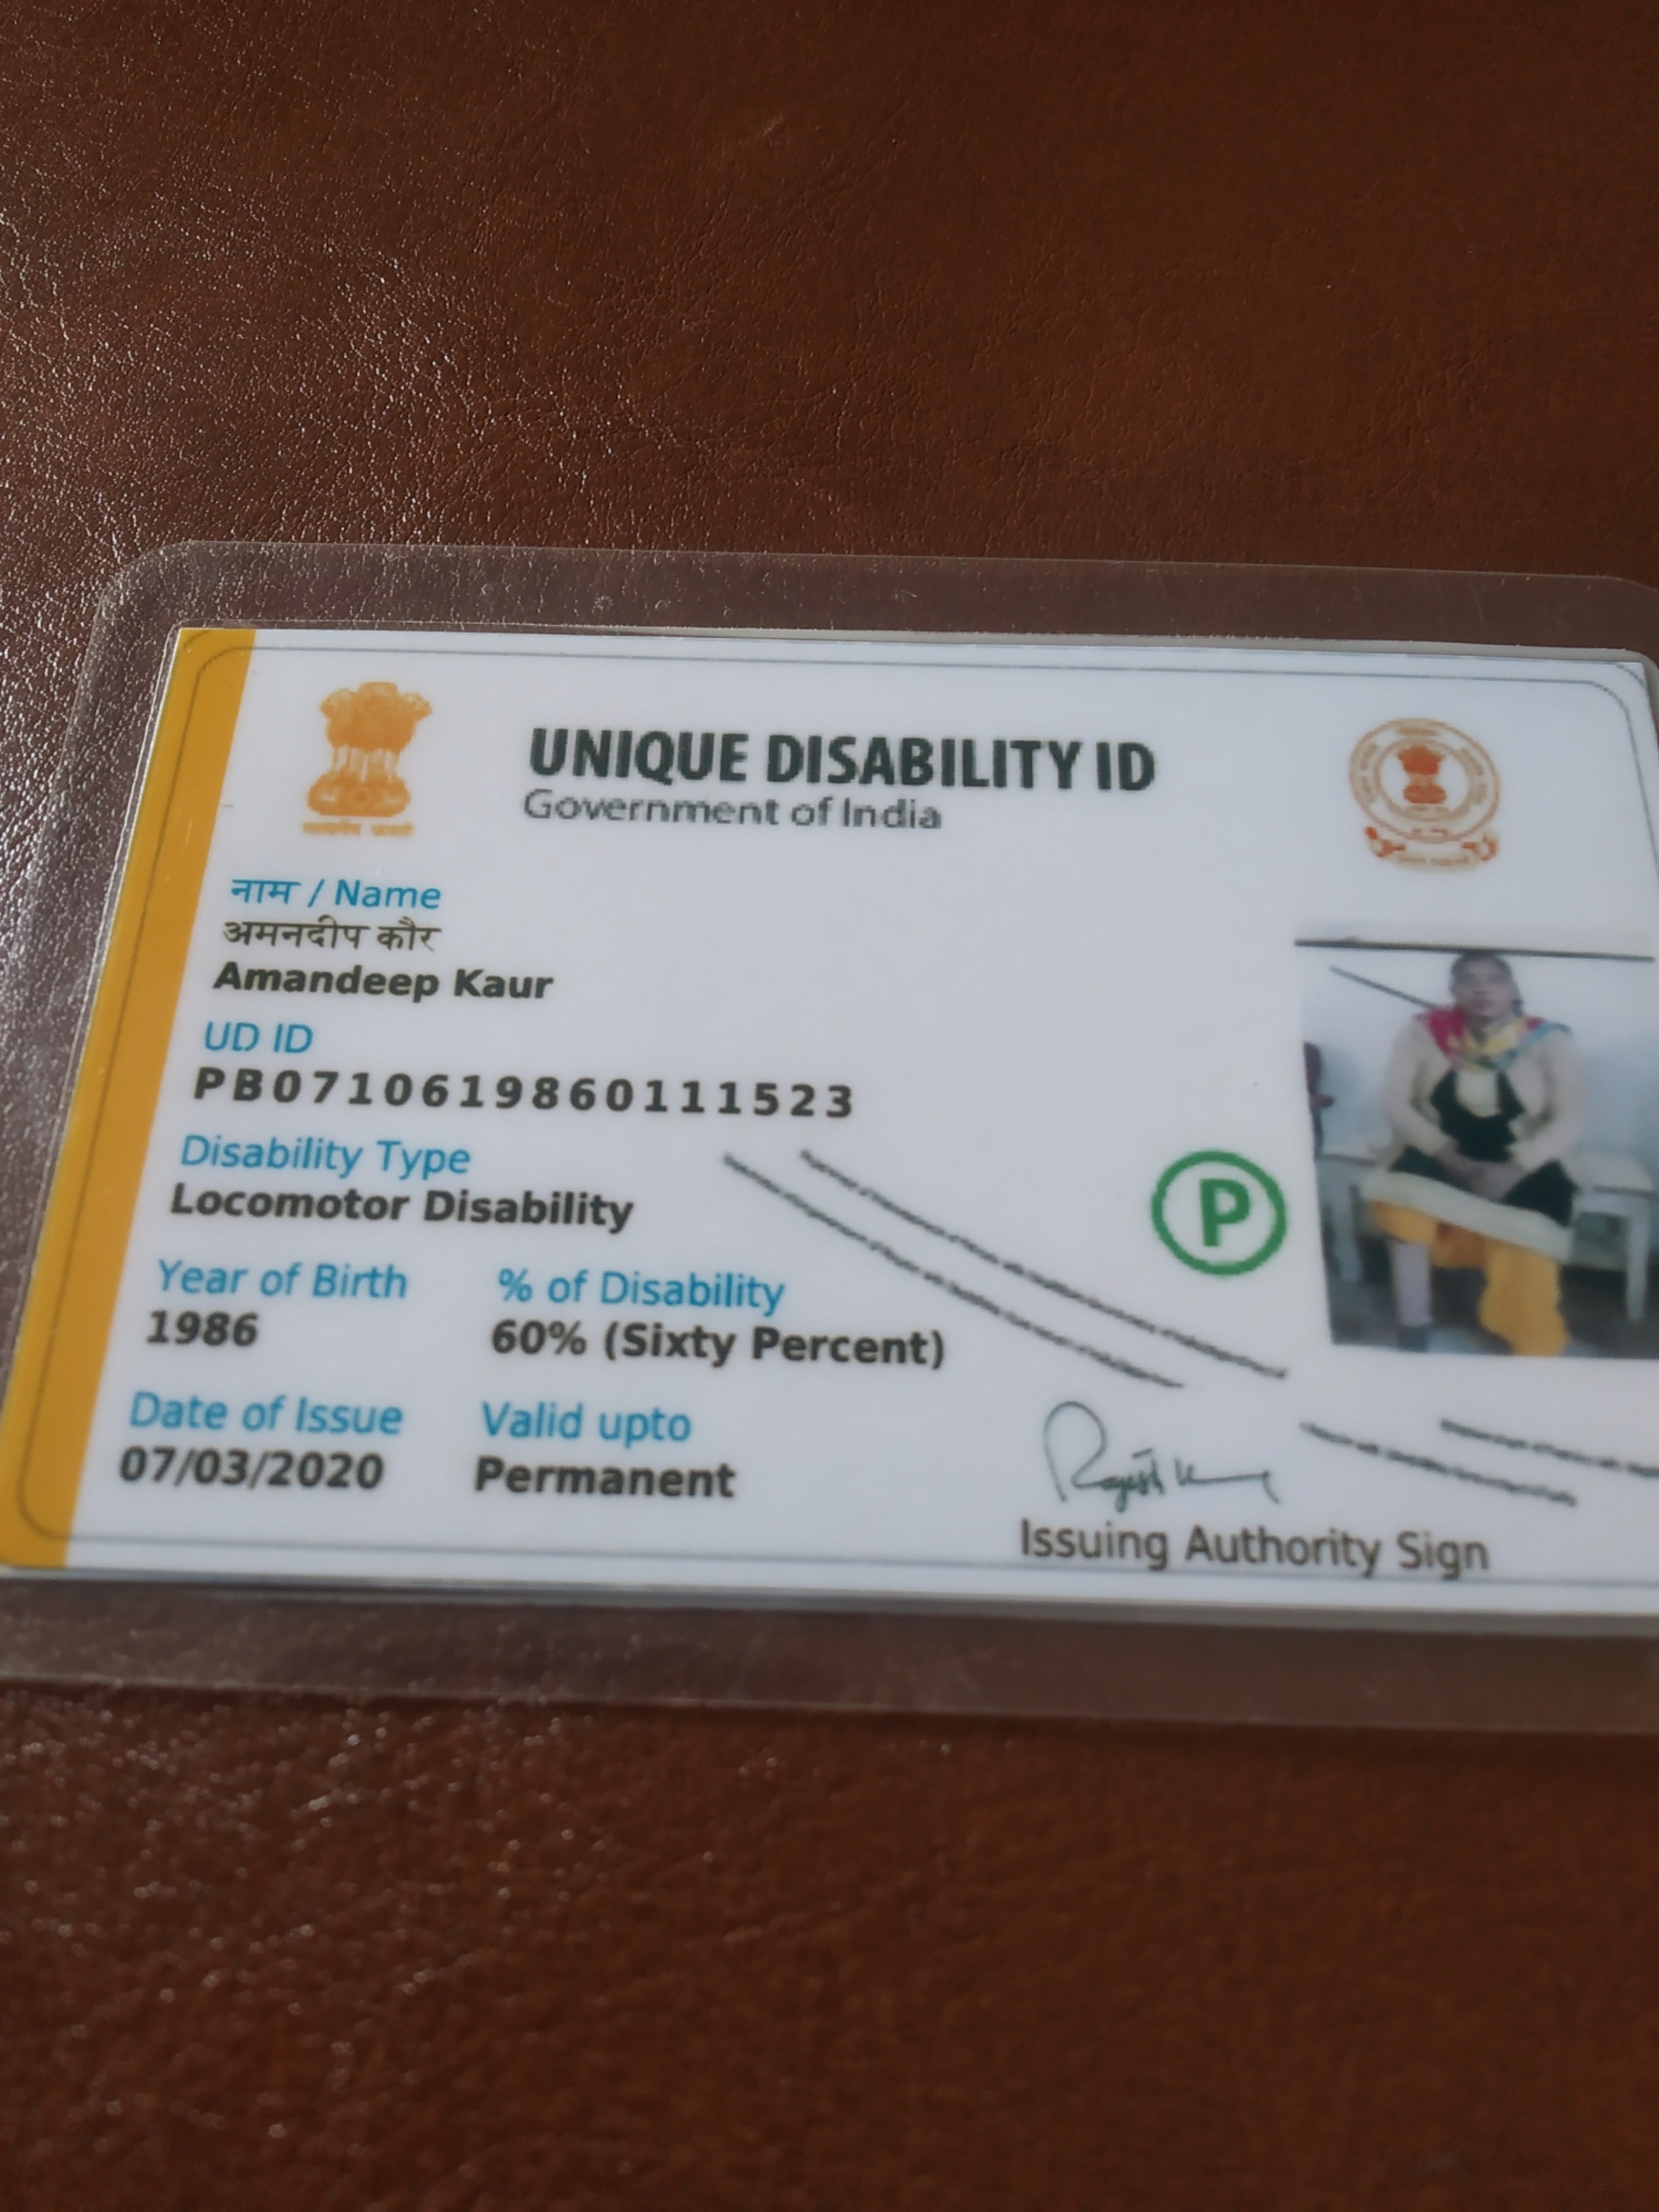 UNIQUE DISABILITY ID
Government of India
नाम / Name
अमनदीप कौर
Amandeep Kaur
UD ID
PB0710619860111523
Disability Type
Locomotor Disability
P
Year of Birth % of Disability
1986 60% (Sixty Percent)
Date of Issue Valid upto
07/03/2020 Permanent
Issuing Authority Sign